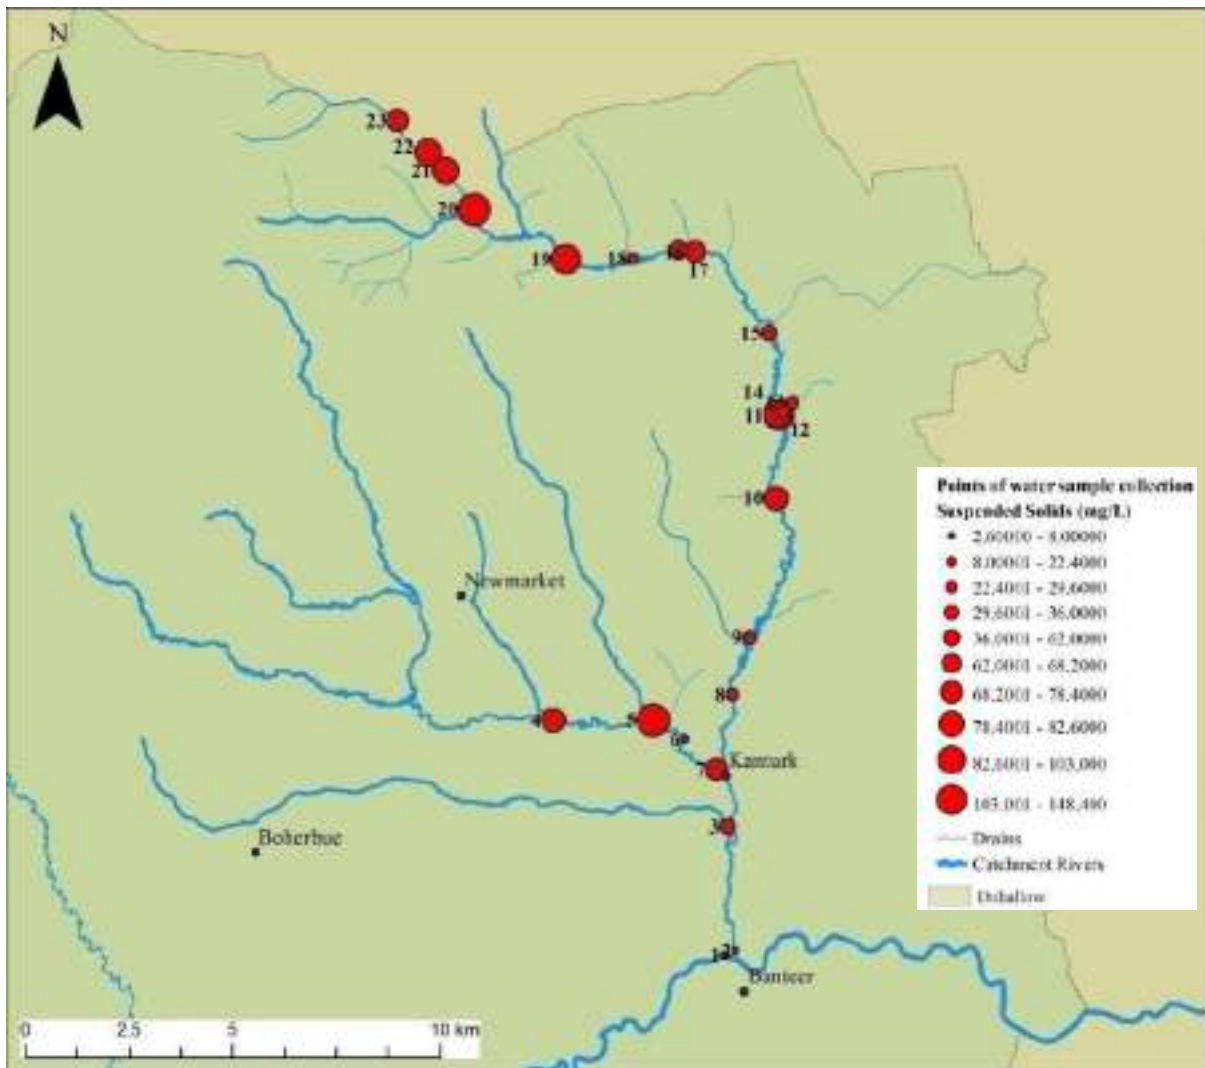 N
23
22
21
20
19
18
17
15
14
11
12
10
Points of water sample collection
Suspended Solids (mg/L)
2.60000 - 8.00000
8.00001 - 22.4000
22.4001 - 29.6000
29.6001 - 36.0000
36.0001 - 62.0000
62.0001 - 68.2000
68.2001 - 78.4000
78.4001 - 82.6000
82.6001 - 103.000
103.001 - 148.400
Drains
Catchment Rivers
Duhallow
Newmarket
9
8
4
5
6
7
Kanturk
3
1
2
Banteer
0
2.5
5
10 km